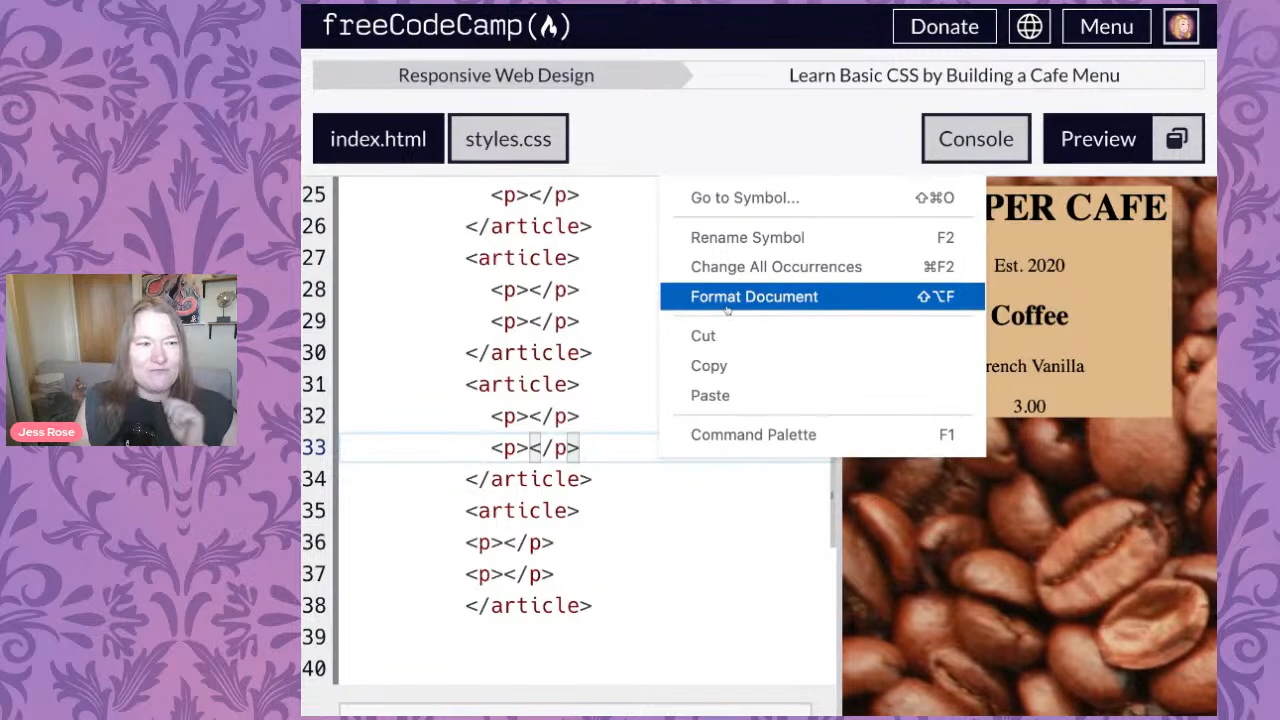 freeCodeCamp
Donate
Menu
Responsive Web Design
Learn Basic CSS by Building a Cafe Menu
index.html
styles.css
Console
Preview
25 <p></p>
26 </article>
27 <article>
28 <p></p>
29 <p></p>
30 </article>
31 <article>
32 <p></p>
33 <p></p>
34 </article>
35 <article>
36 <p></p>
37 <p></p>
38 </article>
39
40
Go to Symbol... ⇧⌘O
Rename Symbol F2
Change All Occurrences ⌘F2
Format Document ⇧⌥F
Cut
Copy
Paste
Command Palette F1
PER CAFE
Est. 2020
Coffee
rench Vanilla
3.00
Jess Rose